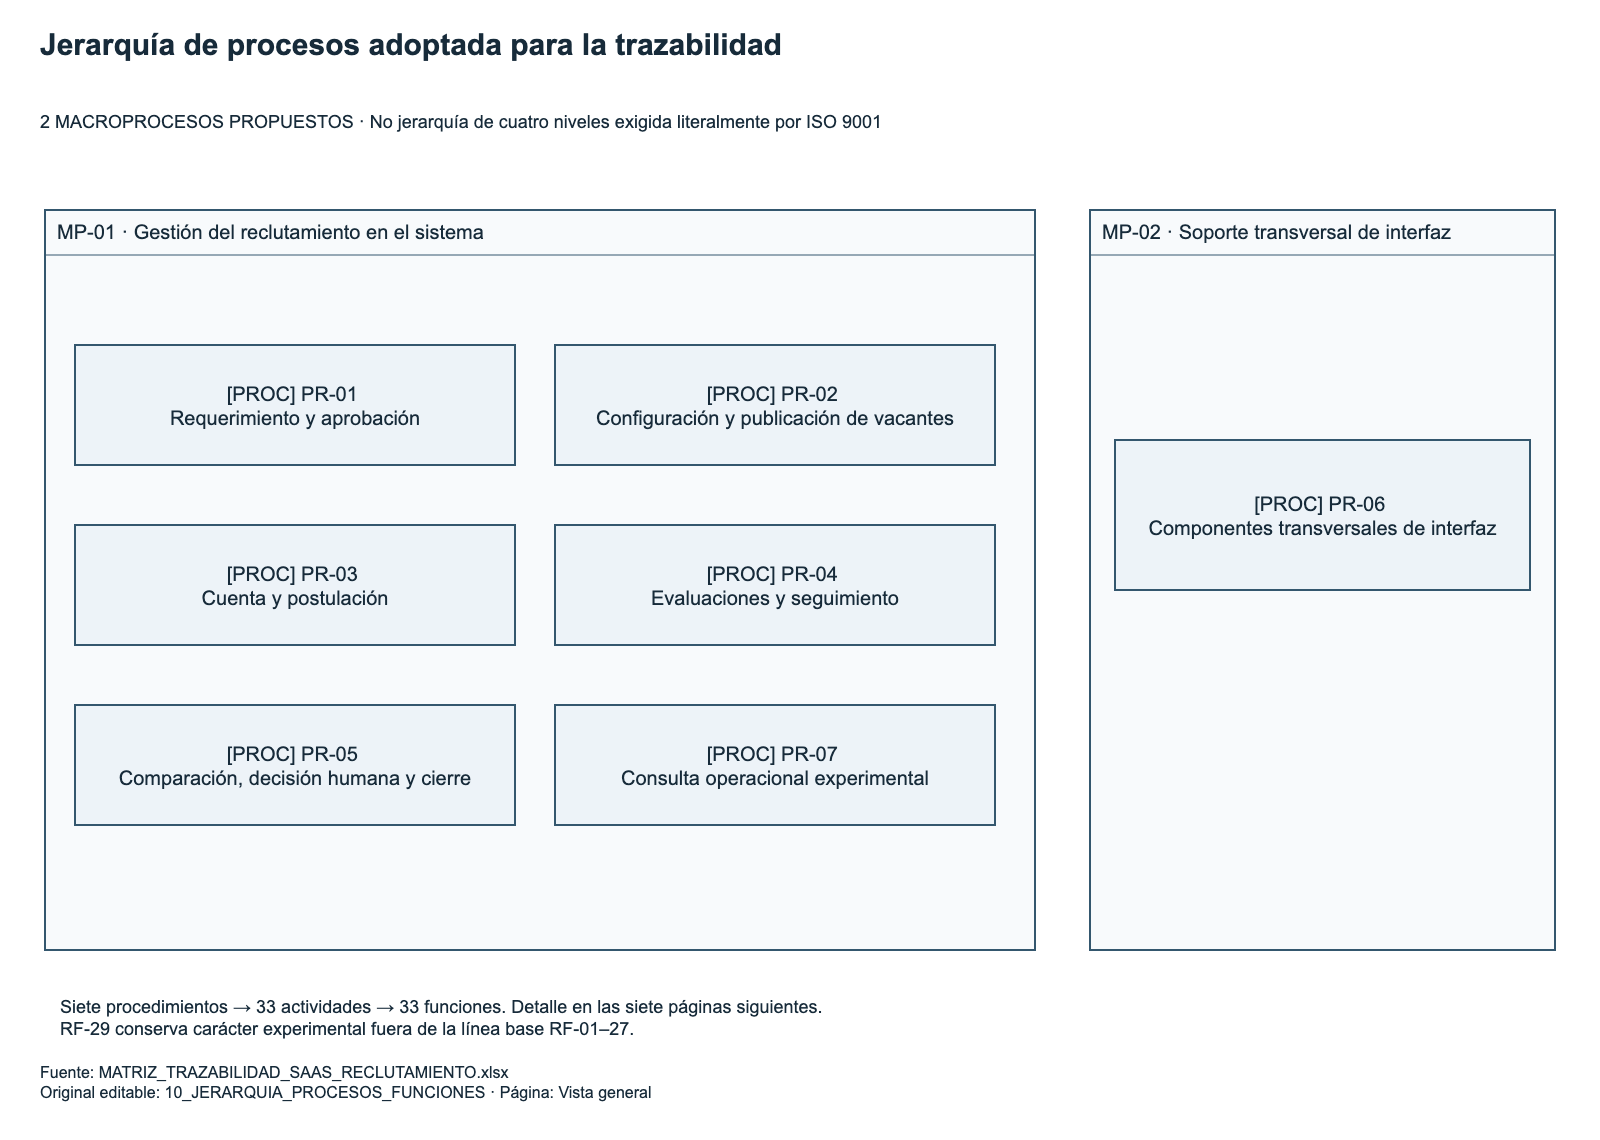 Jerarquía de procesos adoptada para la trazabilidad
2 MACROPROCESOS PROPUESTOS · No jerarquía de cuatro niveles exigida literalmente por ISO 9001
MP-01 · Gestión del reclutamiento en el sistema
[PROC] PR-01
Requerimiento y aprobación
[PROC] PR-02
Configuración y publicación de vacantes
[PROC] PR-03
Cuenta y postulación
[PROC] PR-04
Evaluaciones y seguimiento
[PROC] PR-05
Comparación, decisión humana y cierre
[PROC] PR-07
Consulta operacional experimental
MP-02 · Soporte transversal de interfaz
[PROC] PR-06
Componentes transversales de interfaz
Siete procedimientos → 33 actividades → 33 funciones. Detalle en las siete páginas siguientes.
RF-29 conserva carácter experimental fuera de la línea base RF-01–27.
Fuente: MATRIZ_TRAZABILIDAD_SAAS_RECLUTAMIENTO.xlsx
Original editable: 10_JERARQUIA_PROCESOS_FUNCIONES · Página: Vista general